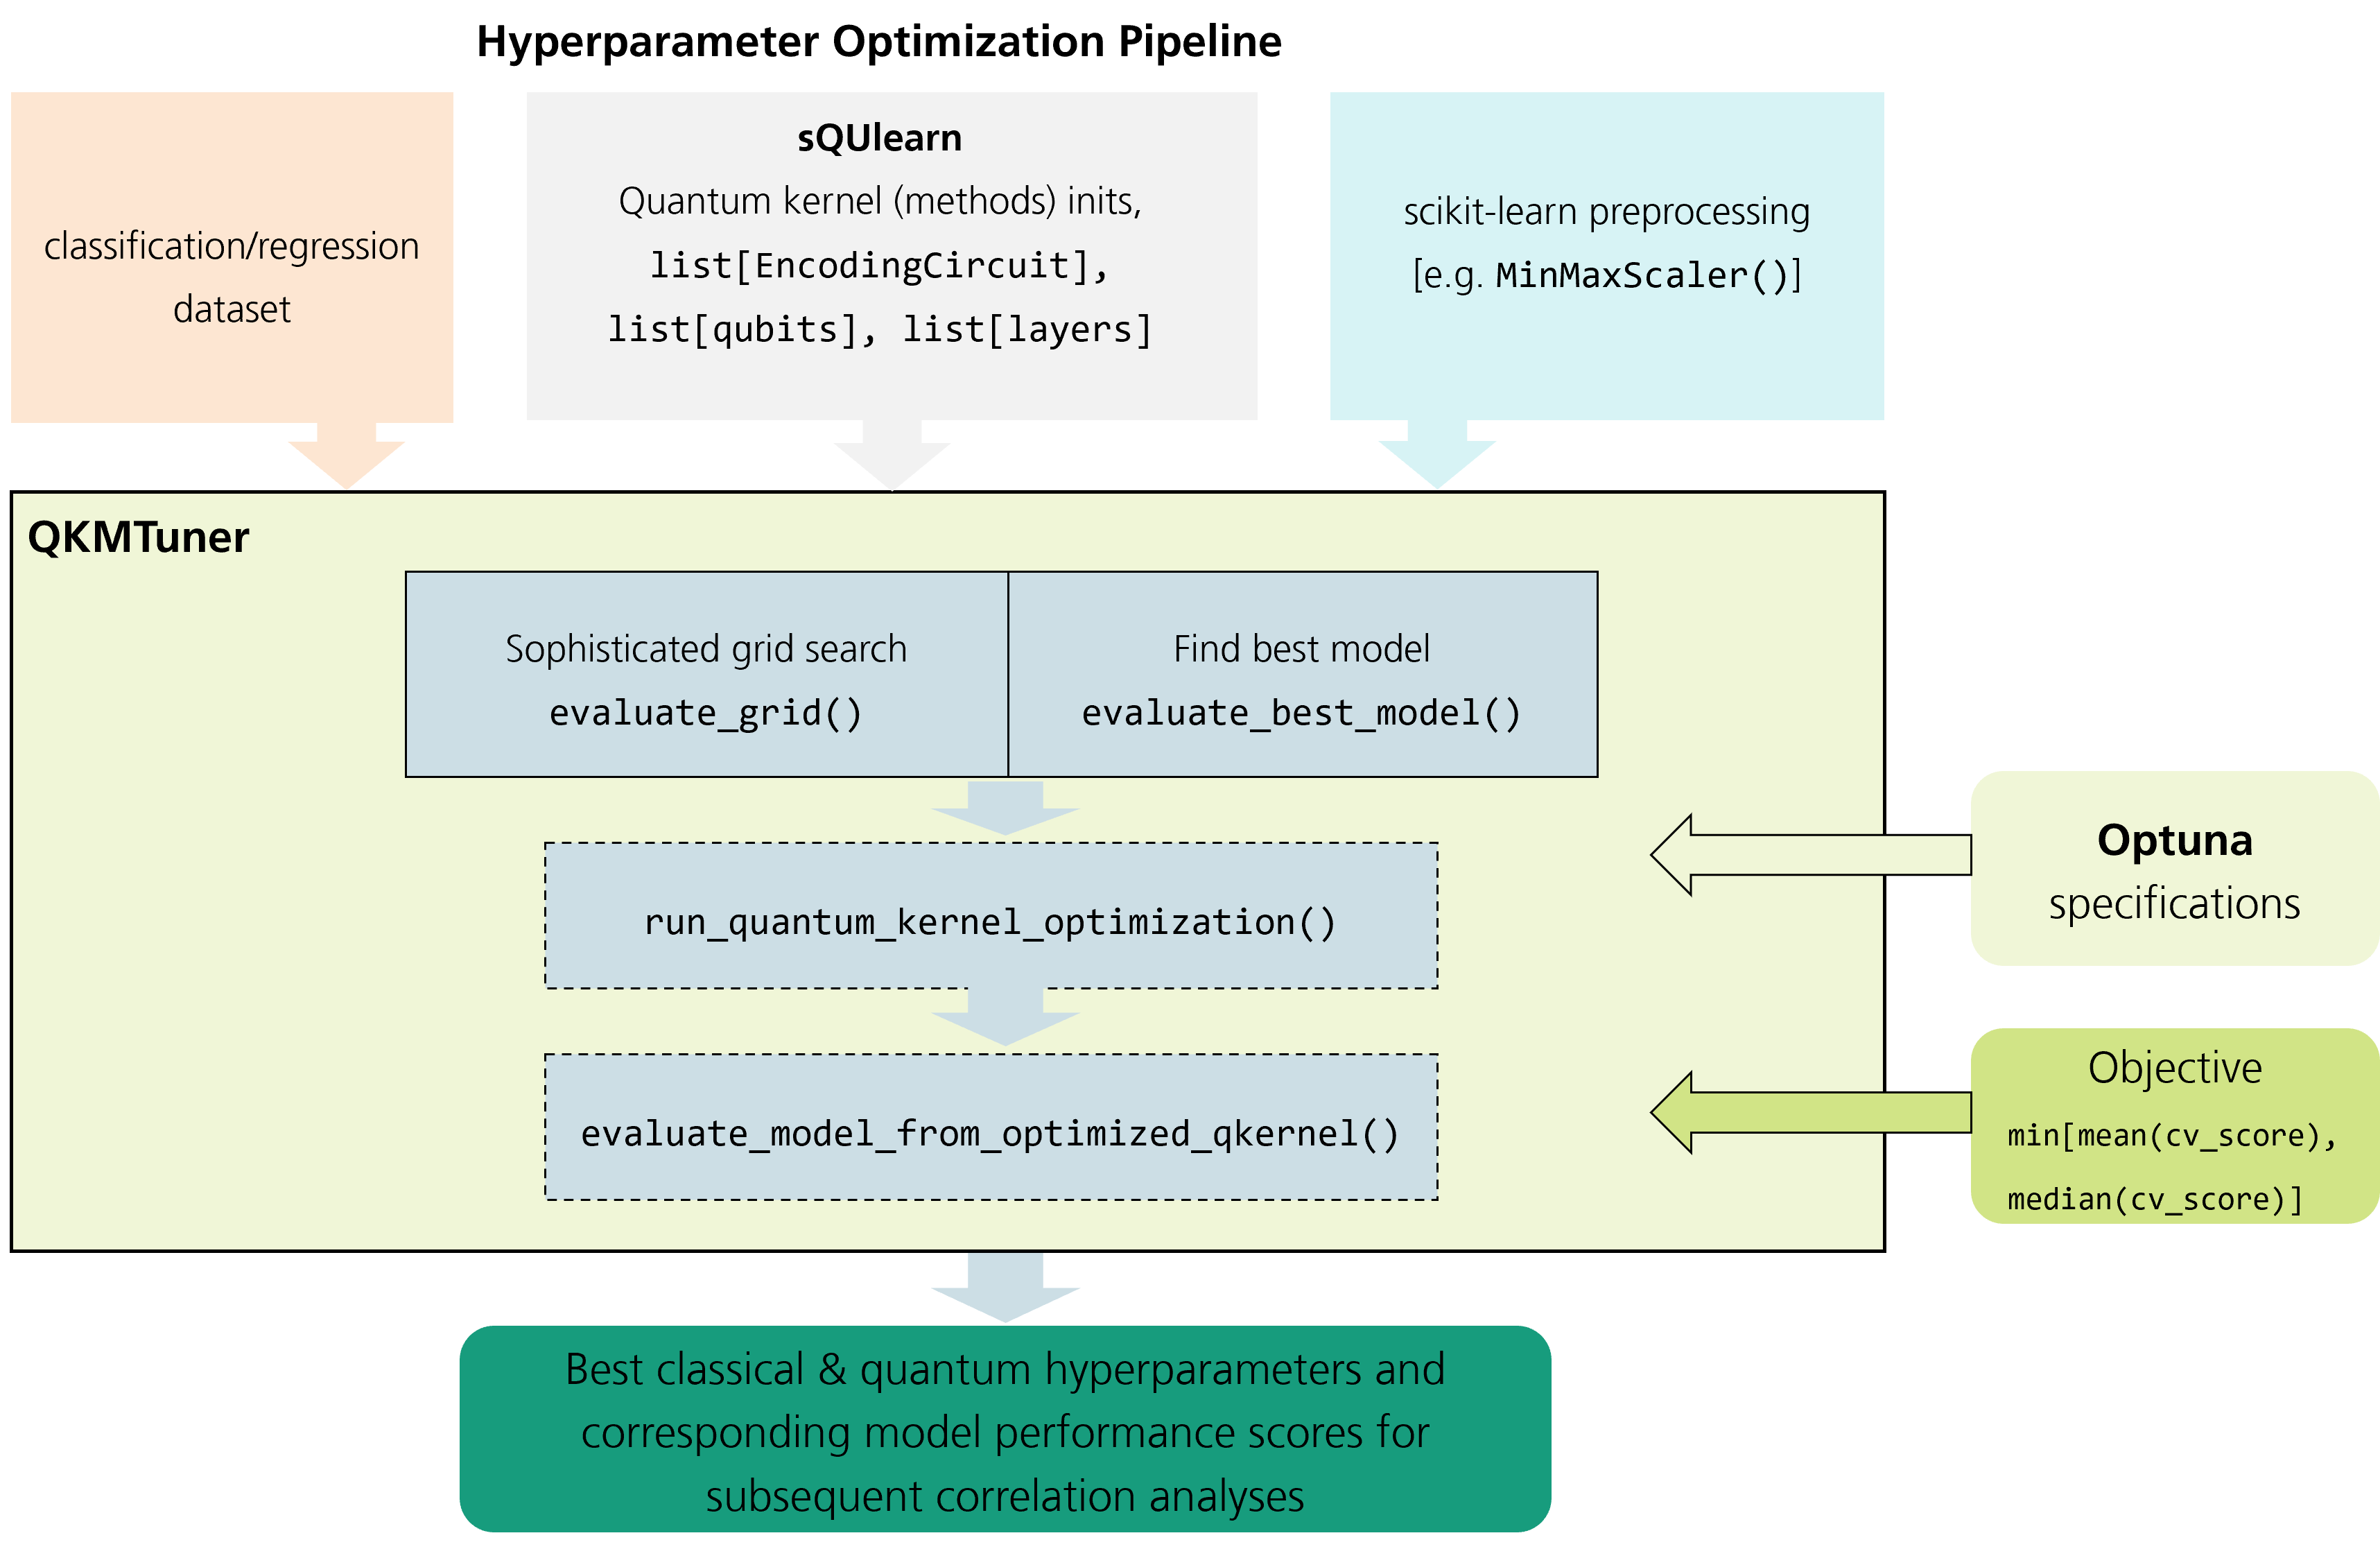 Hyperparameter Optimization Pipeline
classification/regression
dataset
sQUlearn
Quantum kernel (methods) inits,
list[EncodingCircuit],
list[qubits], list[layers]
scikit-learn preprocessing
[e.g. MinMaxScaler()]
QKMTuner
Sophisticated grid search
evaluate_grid()
Find best model
evaluate_best_model()
run_quantum_kernel_optimization()
evaluate_model_from_optimized_qkernel()
Optuna
specifications
Objective
min[mean(cv_score),
median(cv_score)]
Best classical & quantum hyperparameters and
corresponding model performance scores for
subsequent correlation analyses